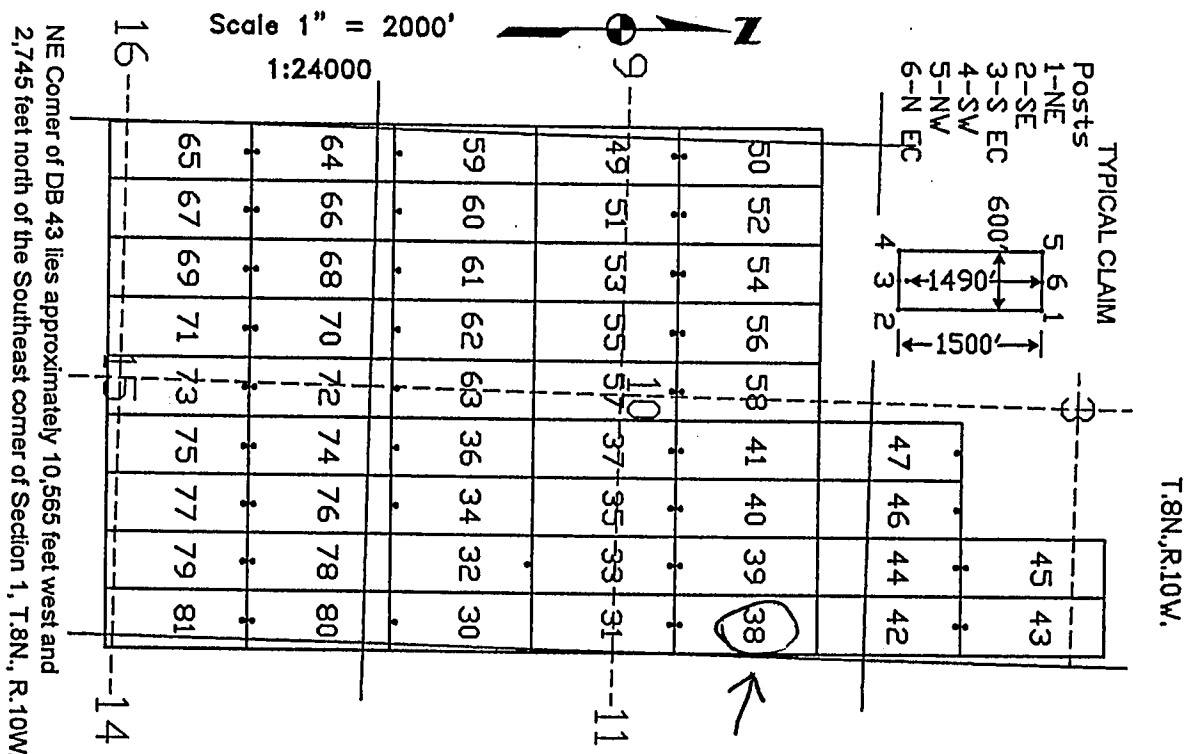 T.8N.,R.10W.
TYPICAL CLAIM
Posts
1-NE
2-SE
3-S EC
4-SW
5-NW
6-N EC
5 6 1
600'
1490'
1500'
4 3 2
Z
Scale 1" = 2000'
1:24000
3
45 43
47 46 44 42
50 52 54 56 58 41 40 39 38
9 10 11
49 51 53 55 57 37 35 33 31
59 60 61 62 63 36 34 32 30
64 66 68 70 72 74 76 78 80
65 67 69 71 73 75 77 79 81
16 15 14
NE Corner of DB 43 lies approximately 10,565 feet west and
2,745 feet north of the Southeast corner of Section 1, T.8N., R.10W.